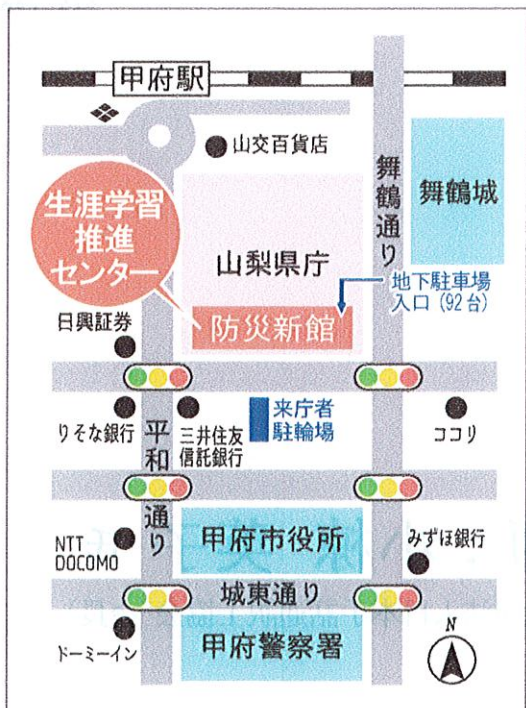 甲府駅
山交百貨店
舞鶴通り
舞鶴城
生涯学習
推進
センター
山梨県庁
地下駐車場
入口（92台）
防災新館
日興証券
りそな銀行
平和通り
三井住友
信託銀行
来庁者
駐輪場
ココリ
NTT
DOCOMO
甲府市役所
みずほ銀行
城東通り
ドーミーイン
甲府警察署
N